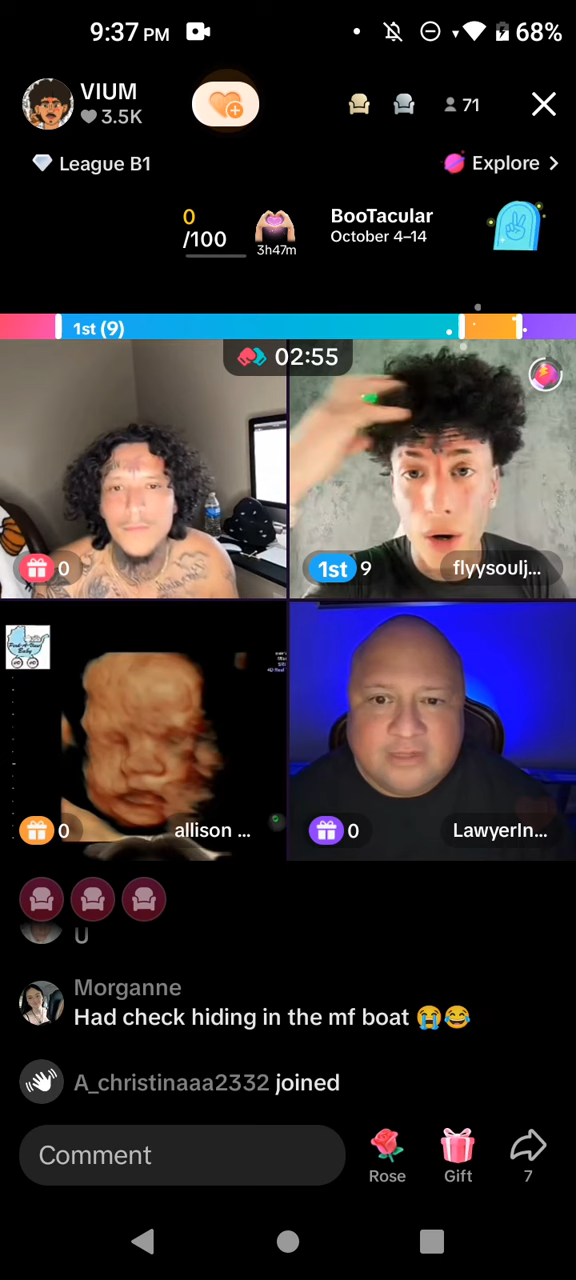 9:37 PM
68%
VIUM
3.5K
71
League B1
Explore >
0
/100
3h47m
BooTacular
October 4–14
1st (9)
02:55
0
1st 9
flyysoulj...
0
allison ...
0
LawyerIn...
U
Morganne
Had check hiding in the mf boat 😭😂
A_christinaaa2332 joined
Comment
Rose
Gift
7